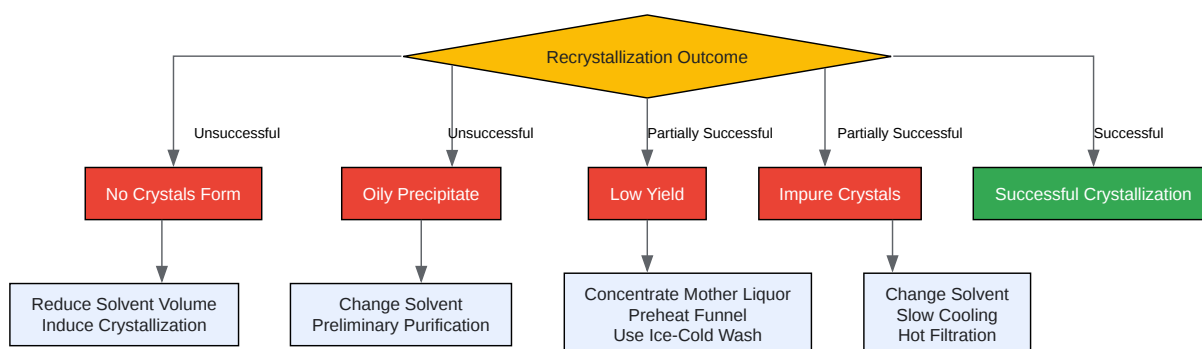 Recrystallization Outcome
Unsuccessful
Unsuccessful
Partially Successful
Partially Successful
Successful
No Crystals Form
Oily Precipitate
Low Yield
Impure Crystals
Successful Crystallization
Reduce Solvent Volume
Induce Crystallization
Change Solvent
Preliminary Purification
Concentrate Mother Liquor
Preheat Funnel
Use Ice-Cold Wash
Change Solvent
Slow Cooling
Hot Filtration